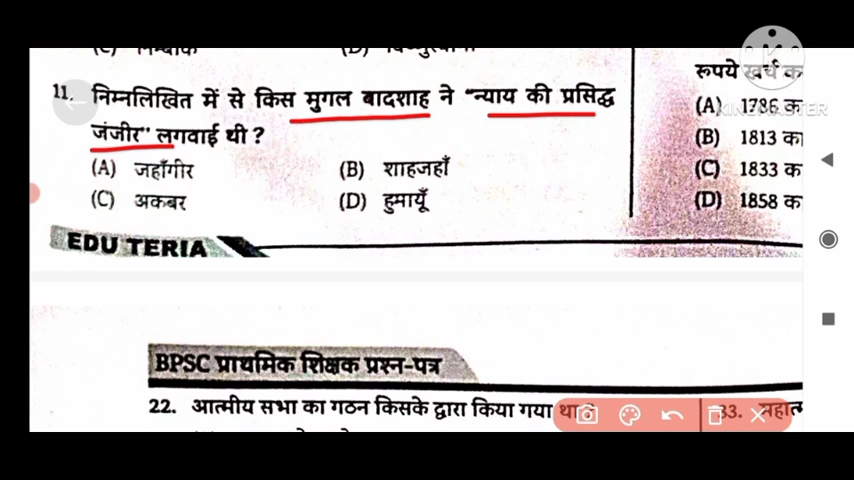 (C)
11. निम्नलिखित में से किस मुगल बादशाह ने "न्याय की प्रसिद्ध
जंजीर" लगवाई थी ?
(A) जहाँगीर (B) शाहजहाँ
(C) अकबर (D) हुमायूँ
EDU TERIA
रूपये खर्च क
(A) 1786 क
(B) 1813 का
(C) 1833 क
(D) 1858 क
KINEMASTER
BPSC प्राथमिक शिक्षक प्रश्न-पत्र
22. आत्मीय सभा का गठन किसके द्वारा किया गया था
33.